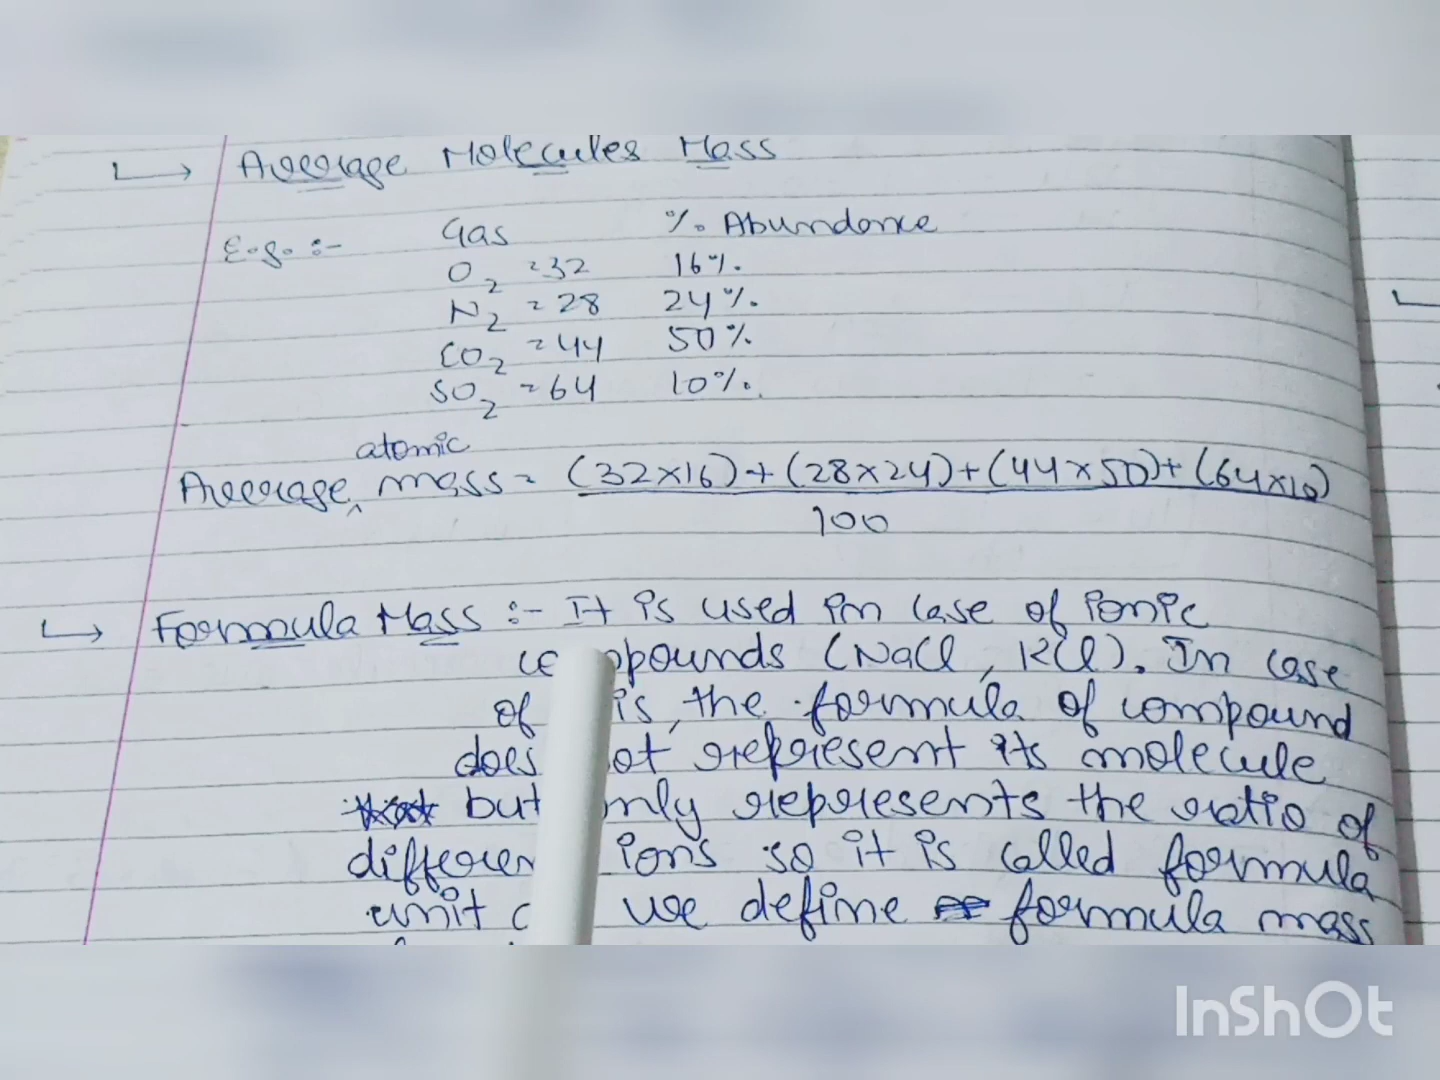 Average Molecules Mass
E.g. :- Gas % Abundance
O2 = 32 16%.
N2 = 28 24%.
CO2 = 44 50%
SO2 = 64 10%.
atomic
Average ^ mass = (32×16)+(28×24)+(44×50)+(64×10)
100
Formula Mass :- It is used in case of ionic
pounds (NaCl, KCl). In case
of is, the formula of compound
does ot represent its molecule
but only represents the ratio of
differen ions so it is called formula
unit we define formula mass
InShOt